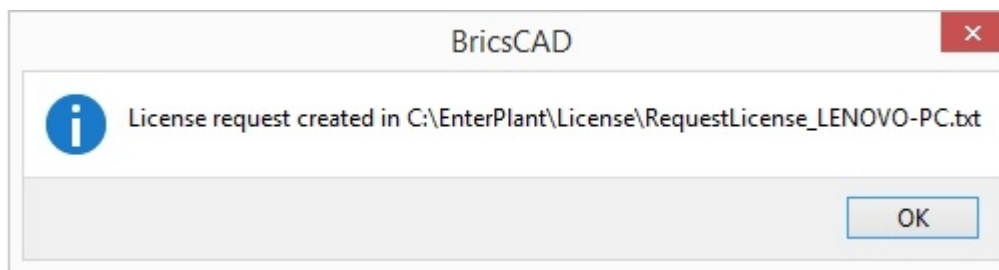 BricsCAD
License request created in C:\EnterPlant\License\RequestLicense_LENOVO-PC.txt
OK